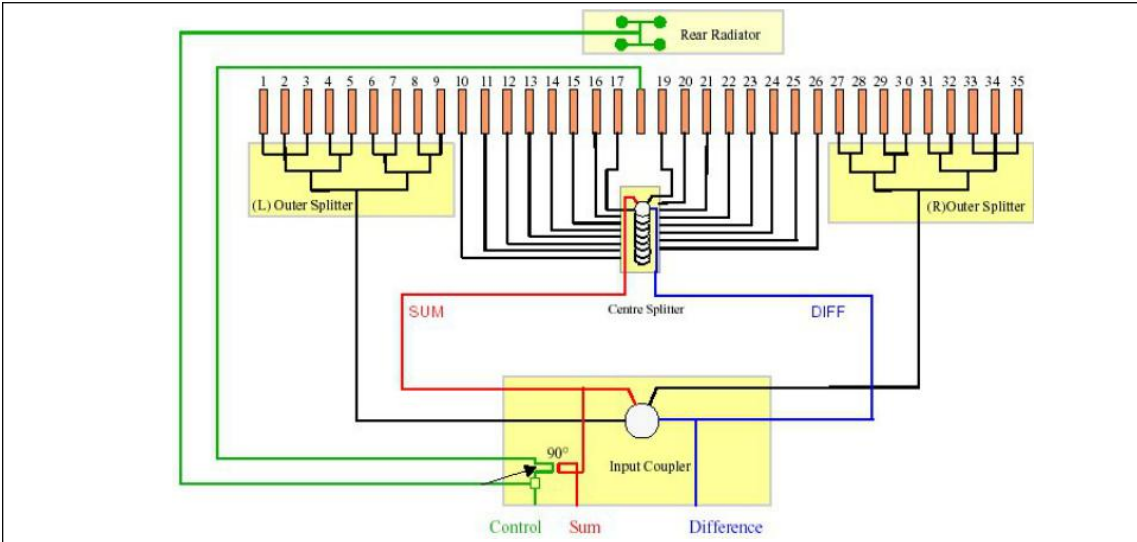 Rear Radiator
1 2 3 4 5 6 7 8 9 10 11 12 13 14 15 16 17 19 20 21 22 23 24 25 26 27 28 29 30 31 32 33 34 35
(L) Outer Splitter
(R)Outer Splitter
SUM
Centre Splitter
DIFF
90°
Input Coupler
Control
Sum
Difference